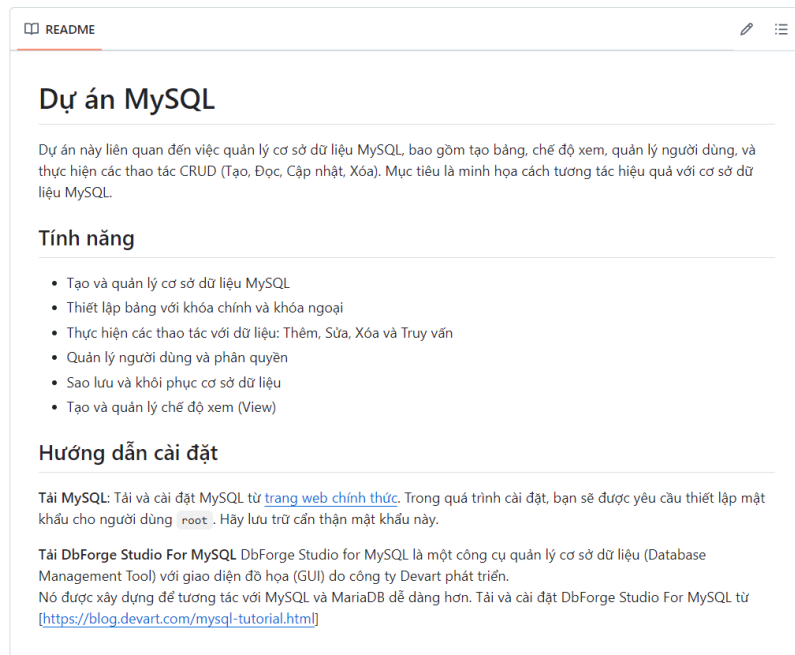 README
Dự án MySQL
Dự án này liên quan đến việc quản lý cơ sở dữ liệu MySQL, bao gồm tạo bảng, chế độ xem, quản lý người dùng, và
thực hiện các thao tác CRUD (Tạo, Đọc, Cập nhật, Xóa). Mục tiêu là minh họa cách tương tác hiệu quả với cơ sở dữ
liệu MySQL.
Tính năng
Tạo và quản lý cơ sở dữ liệu MySQL
Thiết lập bảng với khóa chính và khóa ngoại
Thực hiện các thao tác với dữ liệu: Thêm, Sửa, Xóa và Truy vấn
Quản lý người dùng và phân quyền
Sao lưu và khôi phục cơ sở dữ liệu
Tạo và quản lý chế độ xem (View)
Hướng dẫn cài đặt
Tải MySQL: Tải và cài đặt MySQL từ trang web chính thức. Trong quá trình cài đặt, bạn sẽ được yêu cầu thiết lập mật
khẩu cho người dùng root. Hãy lưu trữ cẩn thận mật khẩu này.
Tải DbForge Studio For MySQL DbForge Studio for MySQL là một công cụ quản lý cơ sở dữ liệu (Database
Management Tool) với giao diện đồ họa (GUI) do công ty Devart phát triển.
Nó được xây dựng để tương tác với MySQL và MariaDB dễ dàng hơn. Tải và cài đặt DbForge Studio For MySQL từ
[https://blog.devart.com/mysql-tutorial.html]